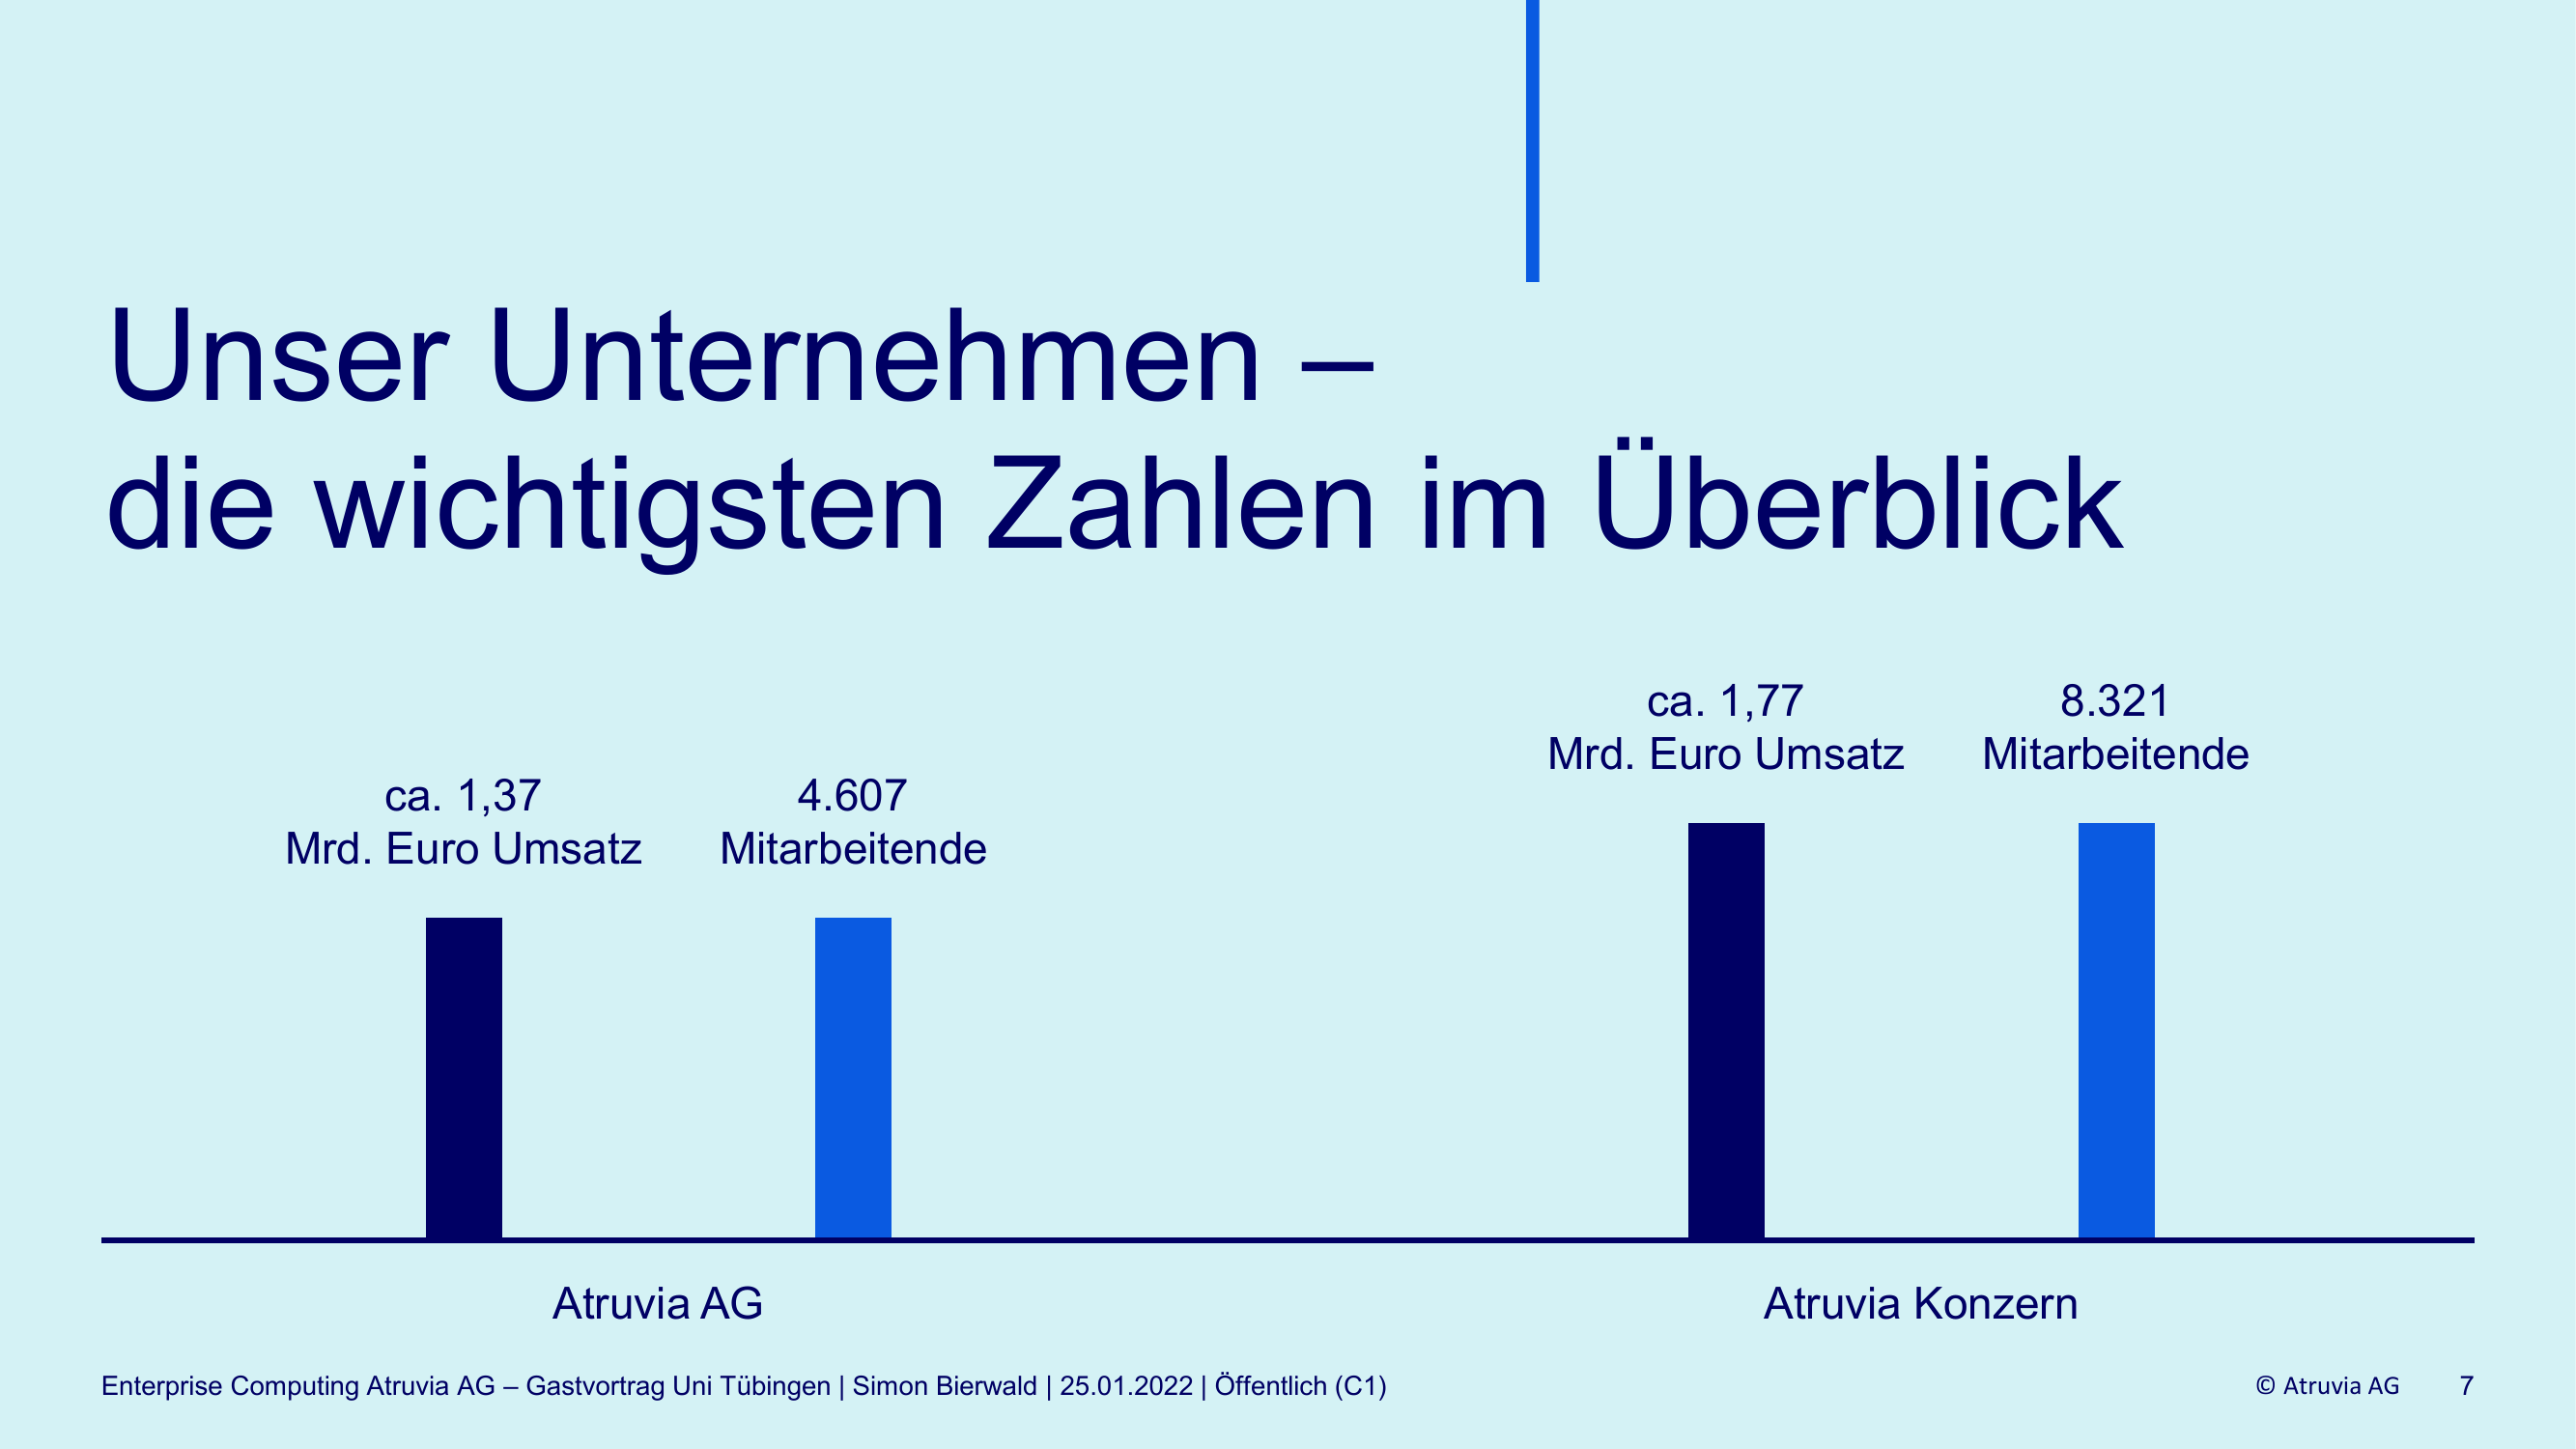 Unser Unternehmen –
die wichtigsten Zahlen im Überblick
ca. 1,37
Mrd. Euro Umsatz
4.607
Mitarbeitende
ca. 1,77
Mrd. Euro Umsatz
8.321
Mitarbeitende
Atruvia AG
Atruvia Konzern
Enterprise Computing Atruvia AG – Gastvortrag Uni Tübingen | Simon Bierwald | 25.01.2022 | Öffentlich (C1)
© Atruvia AG 7